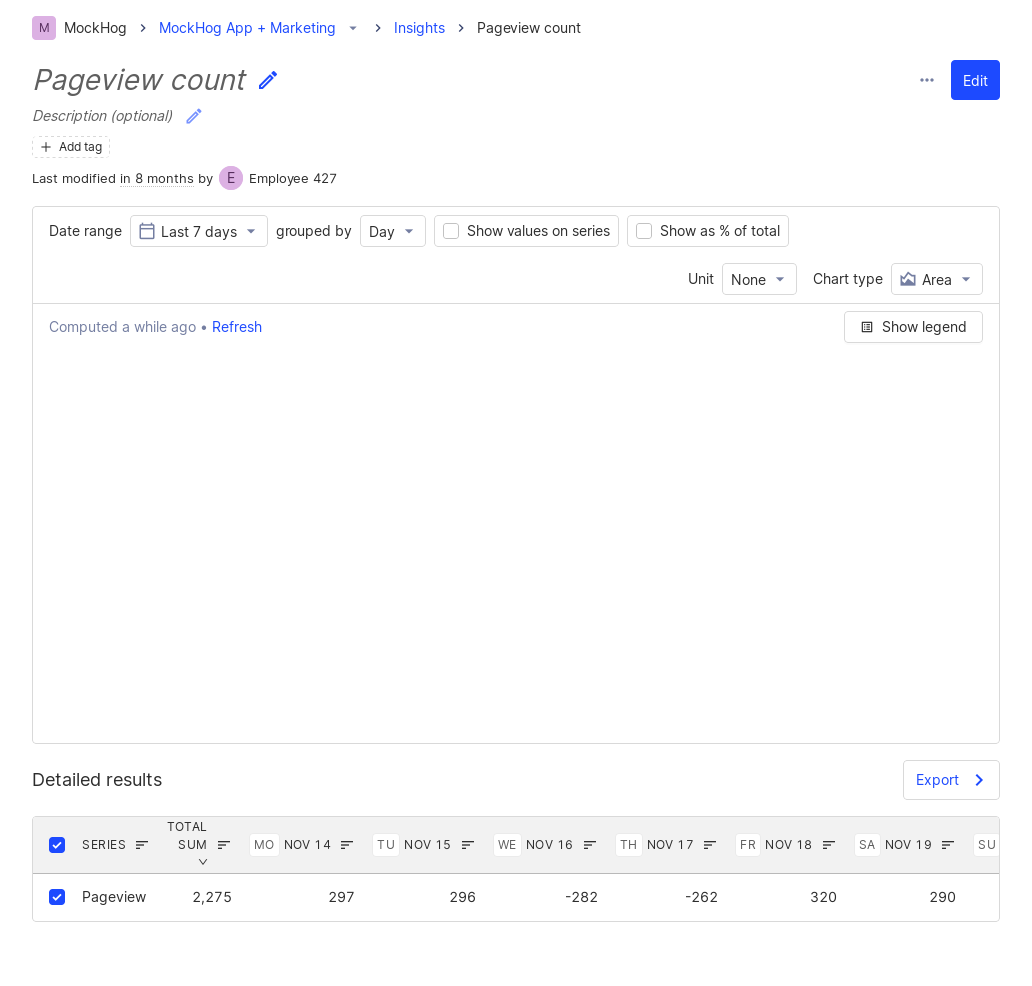 M MockHog > MockHog App + Marketing > Insights > Pageview count
Pageview count
Edit
Description (optional)
+ Add tag
Last modified in 8 months by E Employee 427
Date range Last 7 days grouped by Day Show values on series Show as % of total
Unit None Chart type Area
Computed a while ago • Refresh
Show legend
Detailed results
Export
TOTAL
SERIES SUM MO NOV 14 TU NOV 15 WE NOV 16 TH NOV 17 FR NOV 18 SA NOV 19 SU
Pageview 2,275 297 296 -282 -262 320 290